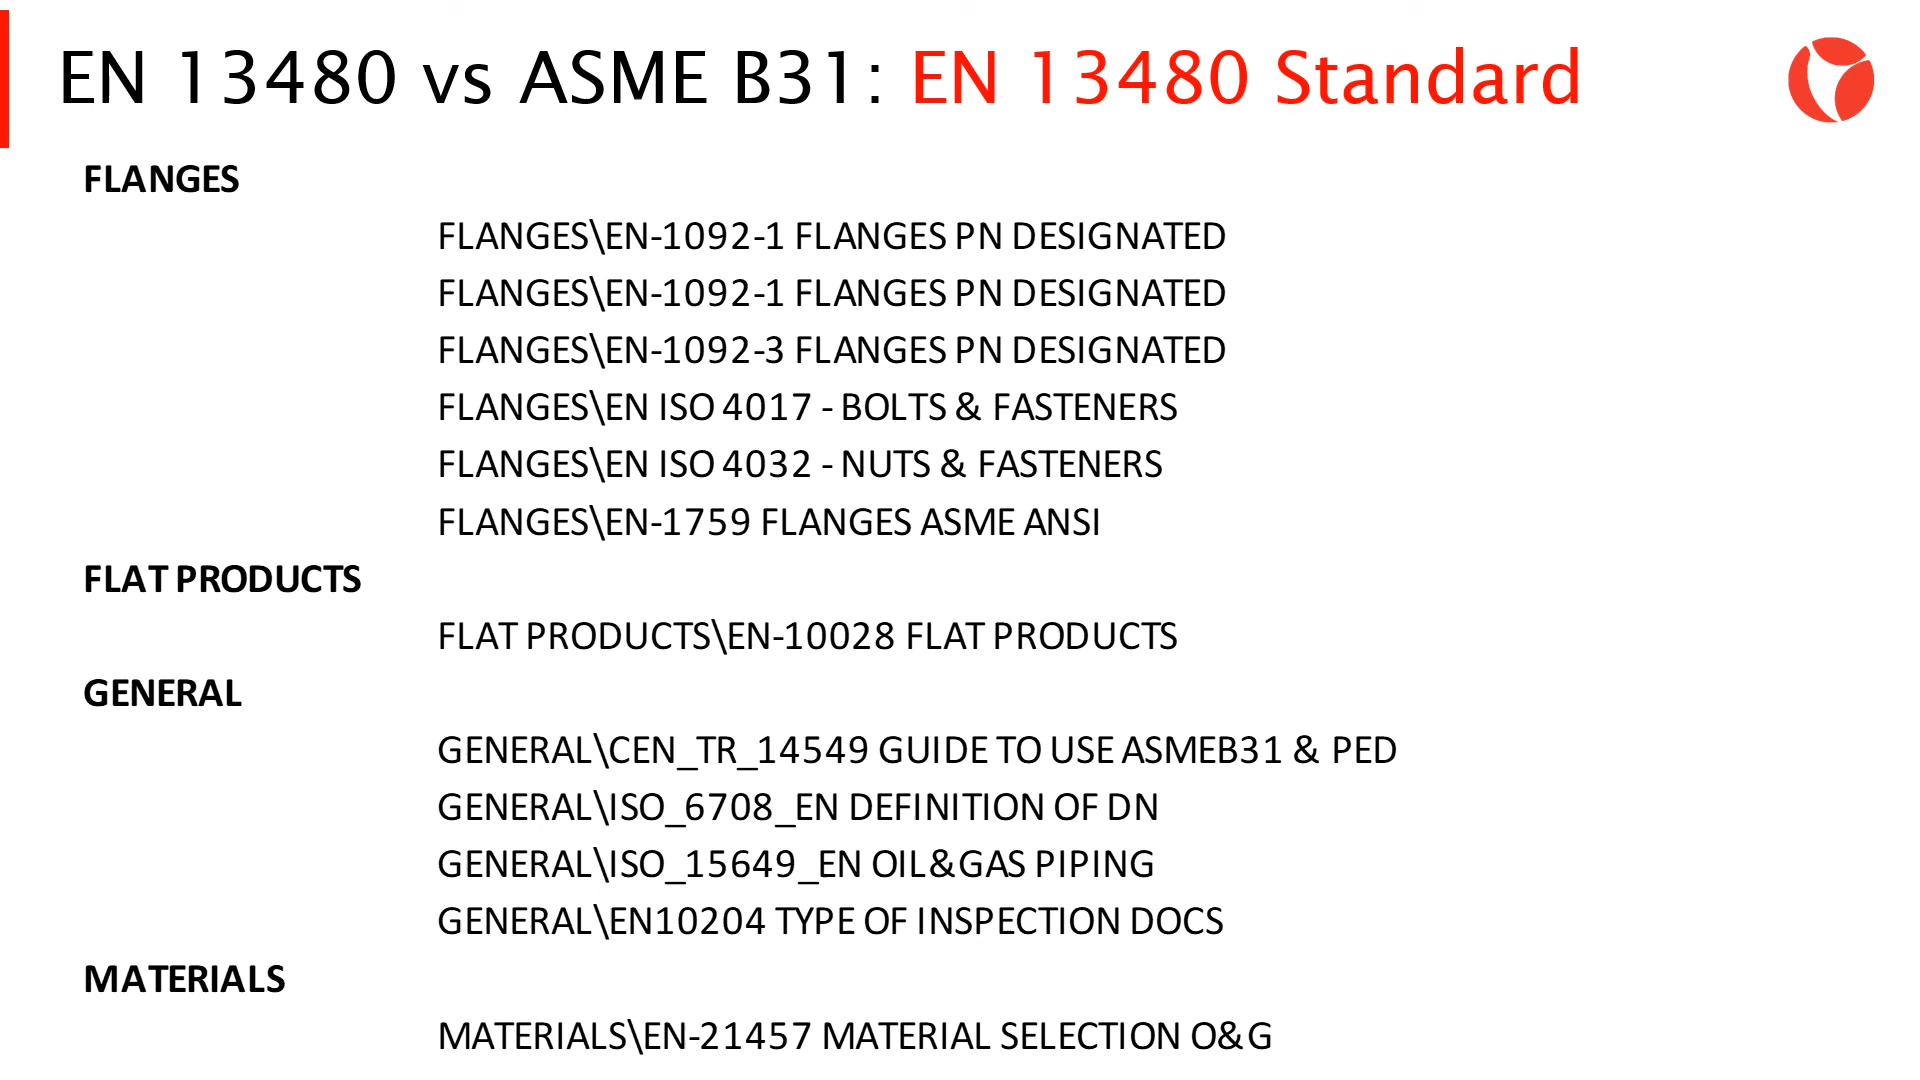 EN 13480 vs ASME B31: EN 13480 Standard
FLANGES
FLANGES\EN-1092-1 FLANGES PN DESIGNATED
FLANGES\EN-1092-1 FLANGES PN DESIGNATED
FLANGES\EN-1092-3 FLANGES PN DESIGNATED
FLANGES\EN ISO 4017 - BOLTS & FASTENERS
FLANGES\EN ISO 4032 - NUTS & FASTENERS
FLANGES\EN-1759 FLANGES ASME ANSI
FLAT PRODUCTS
FLAT PRODUCTS\EN-10028 FLAT PRODUCTS
GENERAL
GENERAL\CEN_TR_14549 GUIDE TO USE ASMEB31 & PED
GENERAL\ISO_6708_EN DEFINITION OF DN
GENERAL\ISO_15649_EN OIL&GAS PIPING
GENERAL\EN10204 TYPE OF INSPECTION DOCS
MATERIALS
MATERIALS\EN-21457 MATERIAL SELECTION O&G